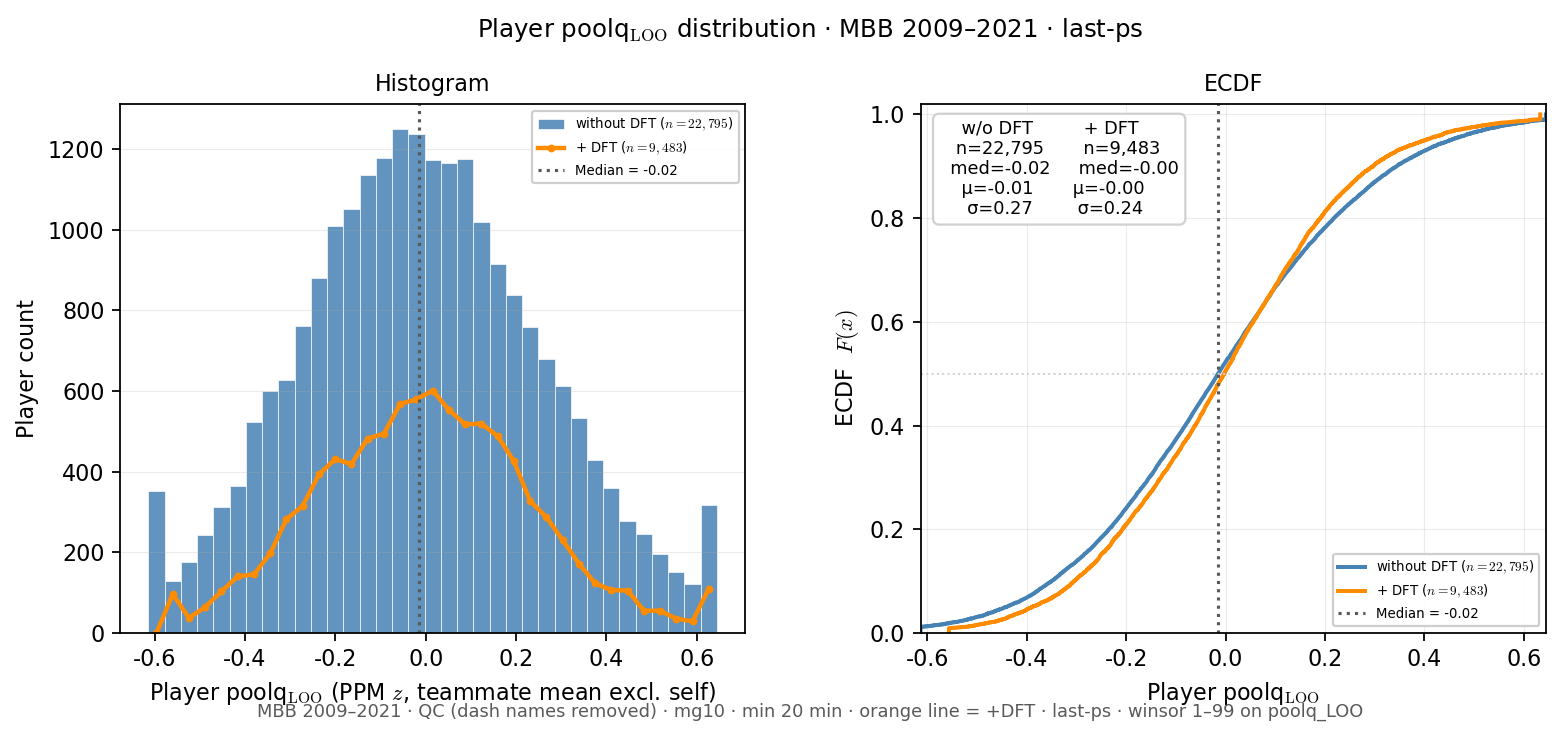 Player poolq_LOO distribution · MBB 2009–2021 · last-ps
Histogram
Player count
0
200
400
600
800
1000
1200
without DFT (n=22,795)
+ DFT (n=9,483)
Median = -0.02
-0.6
-0.4
-0.2
0.0
0.2
0.4
0.6
Player poolq_LOO (PPM z, teammate mean excl. self)
ECDF
ECDF F(x)
0.0
0.2
0.4
0.6
0.8
1.0
w/o DFT + DFT
n=22,795 n=9,483
med=-0.02 med=-0.00
μ=-0.01 μ=-0.00
σ=0.27 σ=0.24
without DFT (n=22,795)
+ DFT (n=9,483)
Median = -0.02
-0.6
-0.4
-0.2
0.0
0.2
0.4
0.6
Player poolq_LOO
MBB 2009–2021 · QC (dash names removed) · mg10 · min 20 min · orange line = +DFT · last-ps · winsor 1–99 on poolq_LOO